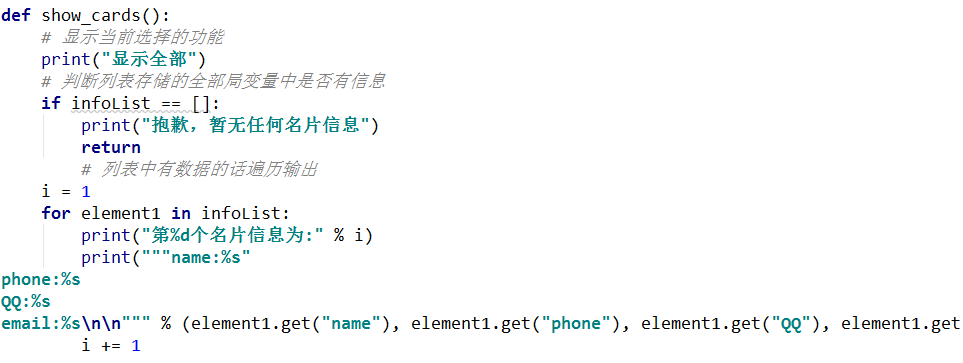 def show_cards():
    # 显示当前选择的功能
    print("显示全部")
    # 判断列表存储的全部局变量中是否有信息
    if infoList == []:
        print("抱歉，暂无任何名片信息")
        return
        # 列表中有数据的话遍历输出
    i = 1
    for element1 in infoList:
        print("第%d个名片信息为:" % i)
        print("""name:%s"
phone:%s
QQ:%s
email:%s\n\n""" % (element1.get("name"), element1.get("phone"), element1.get("QQ"), element1.get
        i += 1